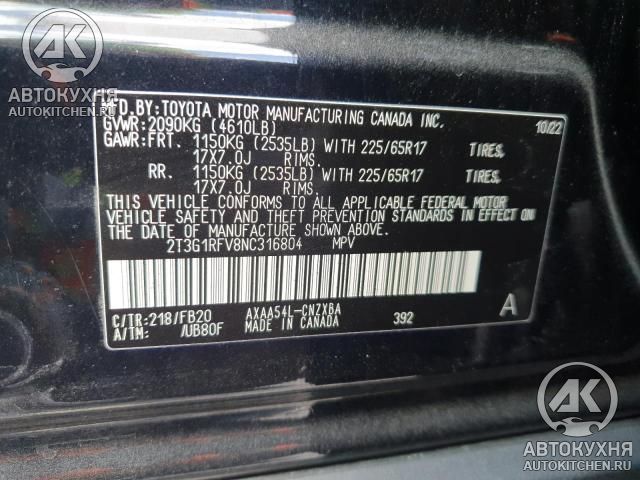 АК
АВТОКУХНЯ
AUTOKITCHEN.RU
MFD.BY:TOYOTA MOTOR MANUFACTURING CANADA INC. 10/22
GVWR:2090KG (4610LB)
GAWR:FRT. 1150KG (2535LB) WITH 225/65R17 TIRES,
17X7.0J RIMS.
RR. 1150KG (2535LB) WITH 225/65R17 TIRES,
17X7.0J RIMS.
THIS VEHICLE CONFORMS TO ALL APPLICABLE FEDERAL MOTOR
VEHICLE SAFETY AND THEFT PREVENTION STANDARDS IN EFFECT ON
THE DATE OF MANUFACTURE SHOWN ABOVE.
2T3G1RFV8NC316804 MPV
C/TR:218/FB20 AXAA54L-CNZXBA 392 A
A/TM: /UB80F MADE IN CANADA
АК
АВТОКУХНЯ
AUTOKITCHEN.RU